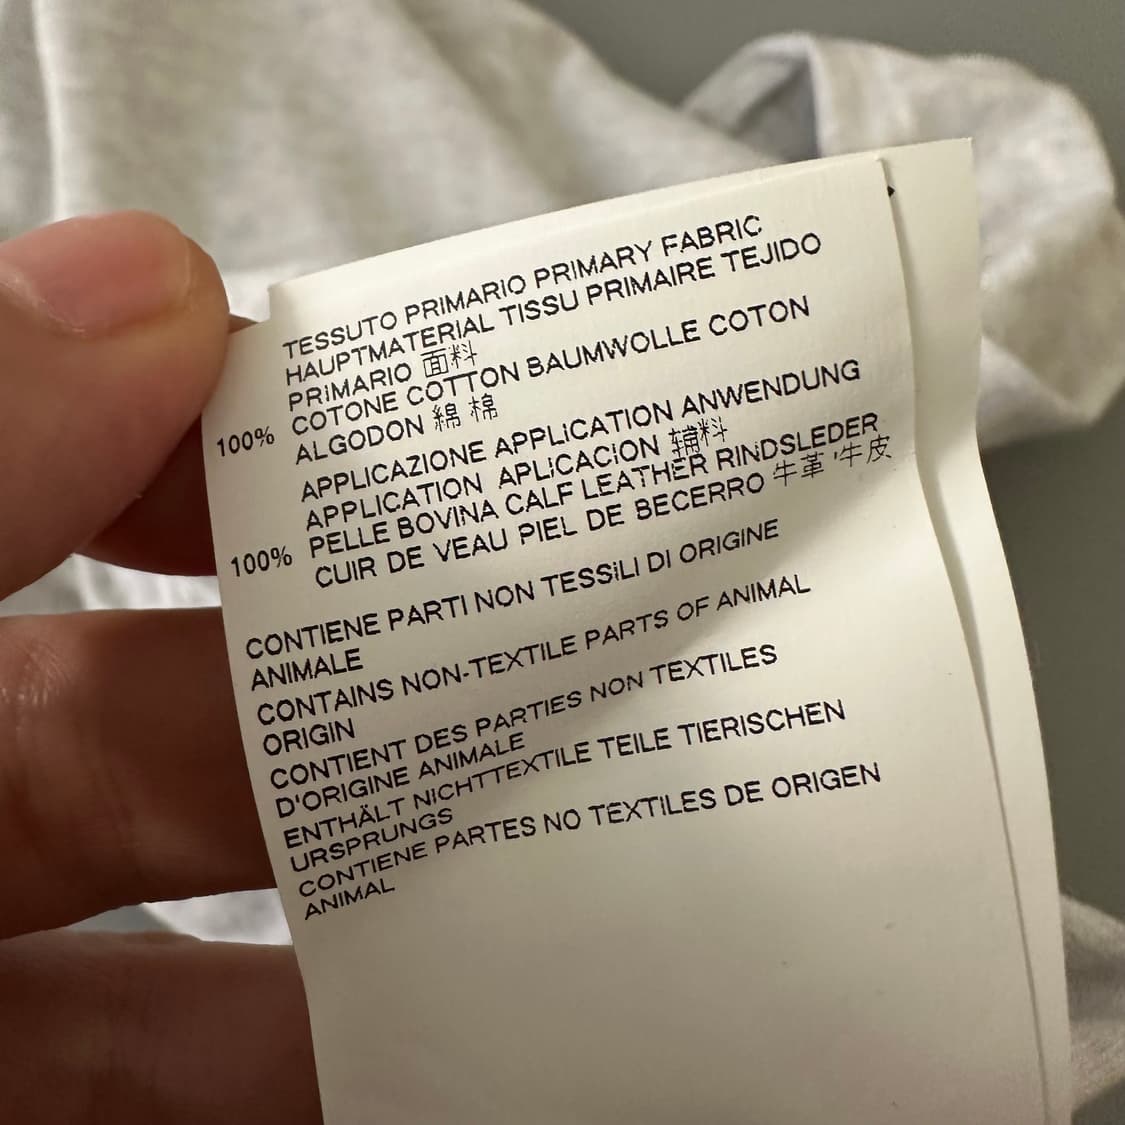 TESSUTO PRIMARIO PRIMARY FABRIC
HAUPTMATERIAL TISSU PRIMAIRE TEJIDO
PRIMARIO 面料
100% COTONE COTTON BAUMWOLLE COTON
ALGODON 綿 棉
APPLICAZIONE APPLICATION ANWENDUNG
APPLICATION APLICACION 辅料
100% PELLE BOVINA CALF LEATHER RINDSLEDER
CUIR DE VEAU PIEL DE BECERRO 牛革 '牛皮
CONTIENE PARTI NON TESSILI DI ORIGINE
ANIMALE
CONTAINS NON-TEXTILE PARTS OF ANIMAL
ORIGIN
CONTIENT DES PARTIES NON TEXTILES
D'ORIGINE ANIMALE
ENTHÄLT NICHTTEXTILE TEILE TIERISCHEN
URSPRUNGS
CONTIENE PARTES NO TEXTILES DE ORIGEN
ANIMAL